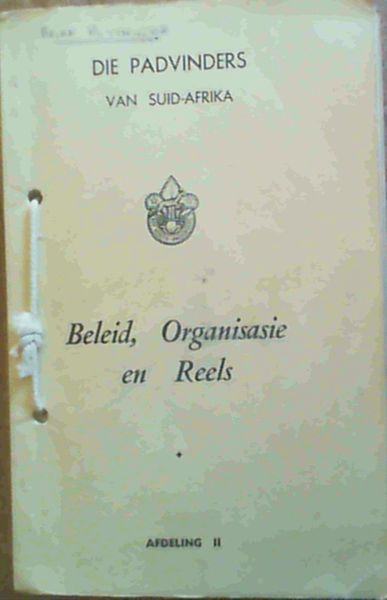 DIE PADVINDERS
VAN SUID-AFRIKA
Beleid, Organisasie
en Reels
AFDELING II